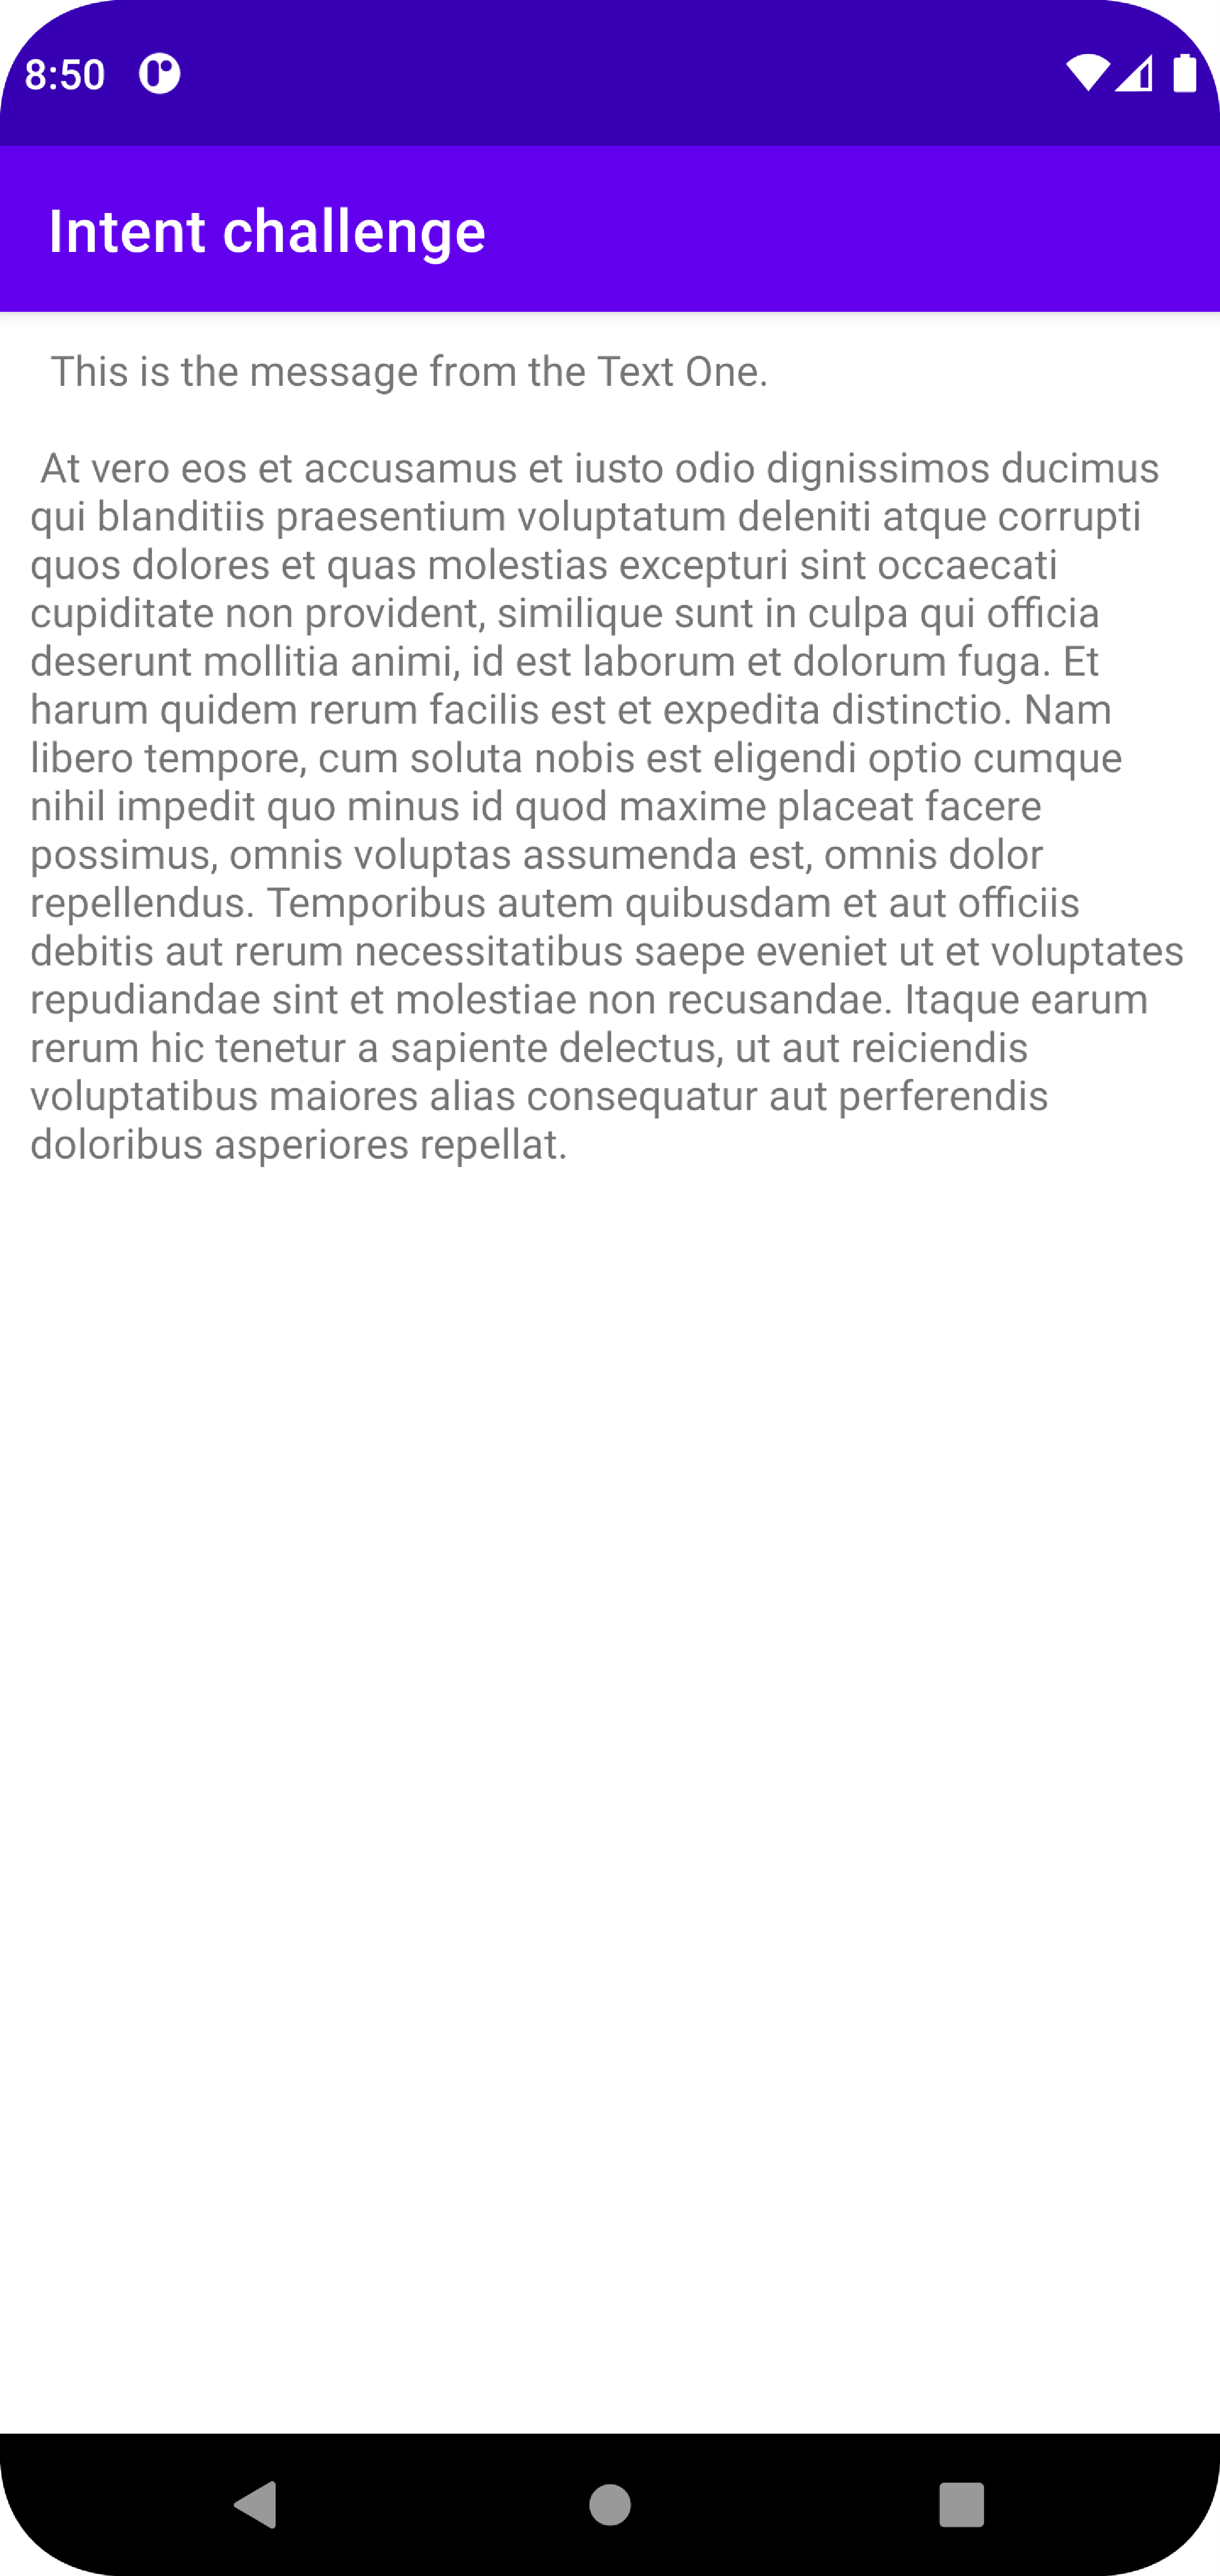 8:50
Intent challenge
This is the message from the Text One.
At vero eos et accusamus et iusto odio dignissimos ducimus
qui blanditiis praesentium voluptatum deleniti atque corrupti
quos dolores et quas molestias excepturi sint occaecati
cupiditate non provident, similique sunt in culpa qui officia
deserunt mollitia animi, id est laborum et dolorum fuga. Et
harum quidem rerum facilis est et expedita distinctio. Nam
libero tempore, cum soluta nobis est eligendi optio cumque
nihil impedit quo minus id quod maxime placeat facere
possimus, omnis voluptas assumenda est, omnis dolor
repellendus. Temporibus autem quibusdam et aut officiis
debitis aut rerum necessitatibus saepe eveniet ut et voluptates
repudiandae sint et molestiae non recusandae. Itaque earum
rerum hic tenetur a sapiente delectus, ut aut reiciendis
voluptatibus maiores alias consequatur aut perferendis
doloribus asperiores repellat.